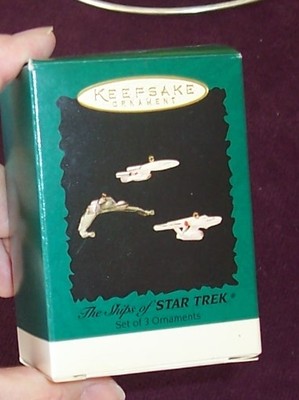 KEEPSAKE
ORNAMENT
The Ships of STAR TREK®
Set of 3 Ornaments